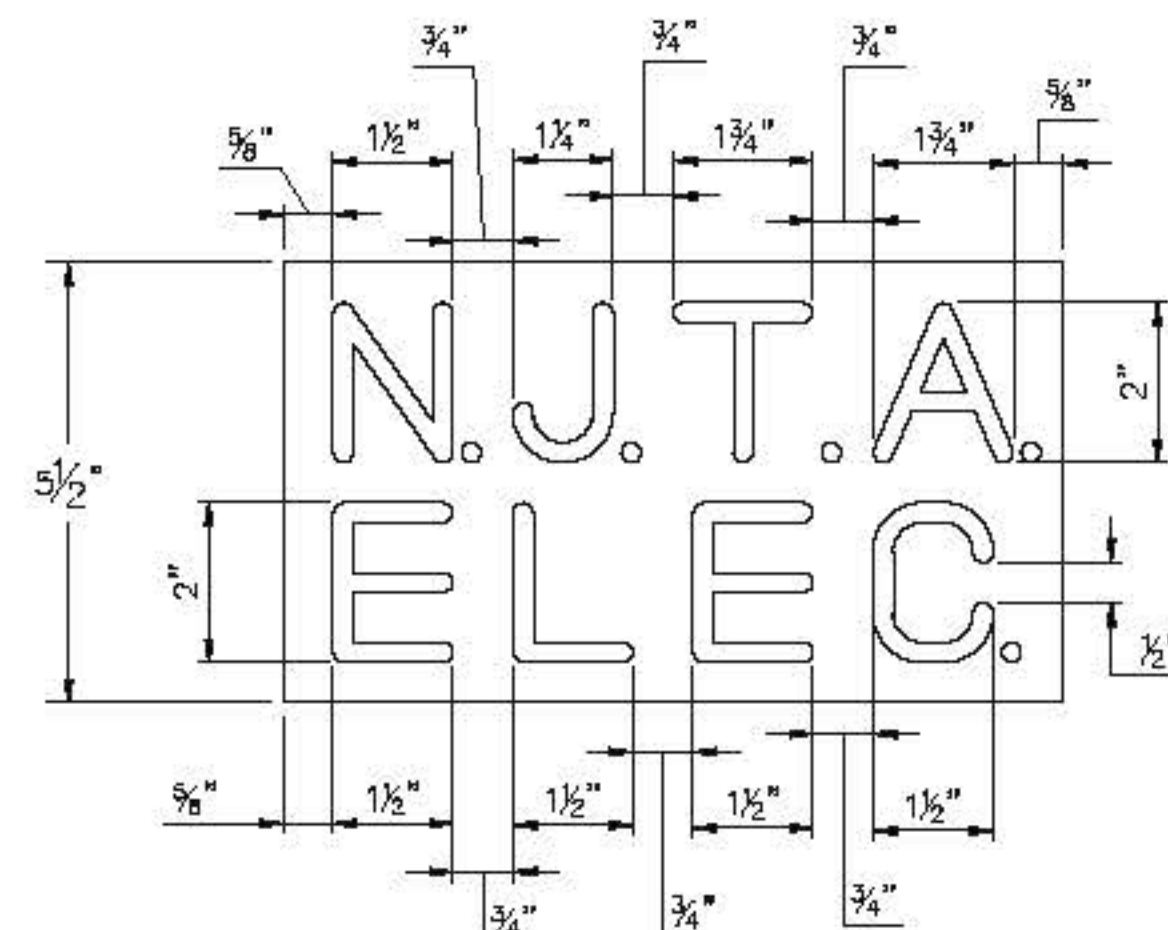 3/4" 3/4" 3/4"
5/8" 1 1/2" 1 1/4" 1 3/4" 1 3/4" 5/8"
N.J.T.A.
2"
5 1/2"
ELEC.
2"
1/2"
5/8" 1 1/2" 1 1/2" 1 1/2" 1 1/2"
3/4" 3/4" 3/4"